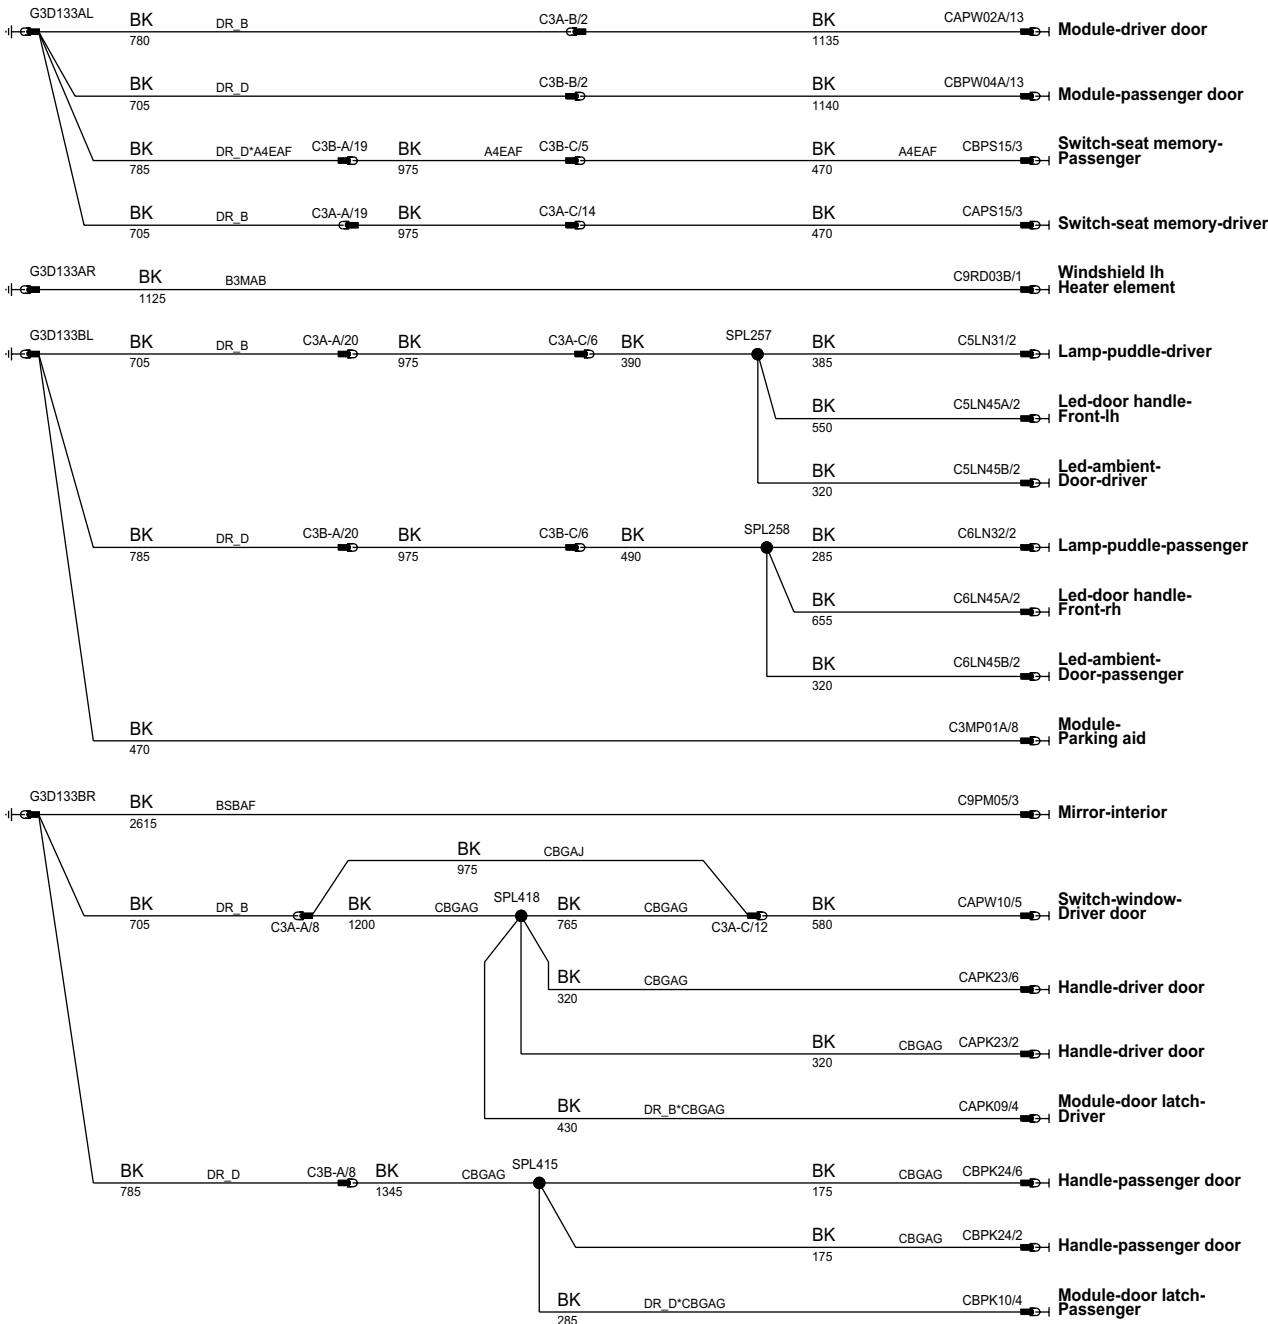 G3D133AL BK DR_B C3A-B/2 BK CAPW02A/13 Module-driver door
780 1135
BK DR_D C3B-B/2 BK CBPW04A/13 Module-passenger door
705 1140
BK DR_D*A4EAF C3B-A/19 BK A4EAF C3B-C/5 BK A4EAF CBPS15/3 Switch-seat memory-
Passenger
785 975 470
BK DR_B C3A-A/19 BK C3A-C/14 BK CAPS15/3 Switch-seat memory-driver
705 975 470
G3D133AR BK B3MAB C9RD03B/1 Windshield lh
Heater element
1125
G3D133BL BK DR_B C3A-A/20 BK C3A-C/6 BK SPL257 BK C5LN31/2 Lamp-puddle-driver
705 975 390 385
BK C5LN45A/2 Led-door handle-
Front-lh
550
BK C5LN45B/2 Led-ambient-
Door-driver
320
BK DR_D C3B-A/20 BK C3B-C/6 BK SPL258 BK C6LN32/2 Lamp-puddle-passenger
785 975 490 285
BK C6LN45A/2 Led-door handle-
Front-rh
655
BK C6LN45B/2 Led-ambient-
Door-passenger
320
BK C3MP01A/8 Module-
Parking aid
470
G3D133BR BK BSBAF C9PM05/3 Mirror-interior
2615
BK CBGAJ
975
BK DR_B C3A-A/8 BK CBGAG SPL418 BK CBGAG C3A-C/12 BK CAPW10/5 Switch-window-
Driver door
705 1200 765 580
BK CBGAG CAPK23/6 Handle-driver door
320
BK CBGAG CAPK23/2 Handle-driver door
320
BK DR_B*CBGAG CAPK09/4 Module-door latch-
Driver
430
BK DR_D C3B-A/8 BK CBGAG SPL415 BK CBGAG CBPK24/6 Handle-passenger door
785 1345 175
BK CBGAG CBPK24/2 Handle-passenger door
175
BK DR_D*CBGAG CBPK10/4 Module-door latch-
Passenger
285